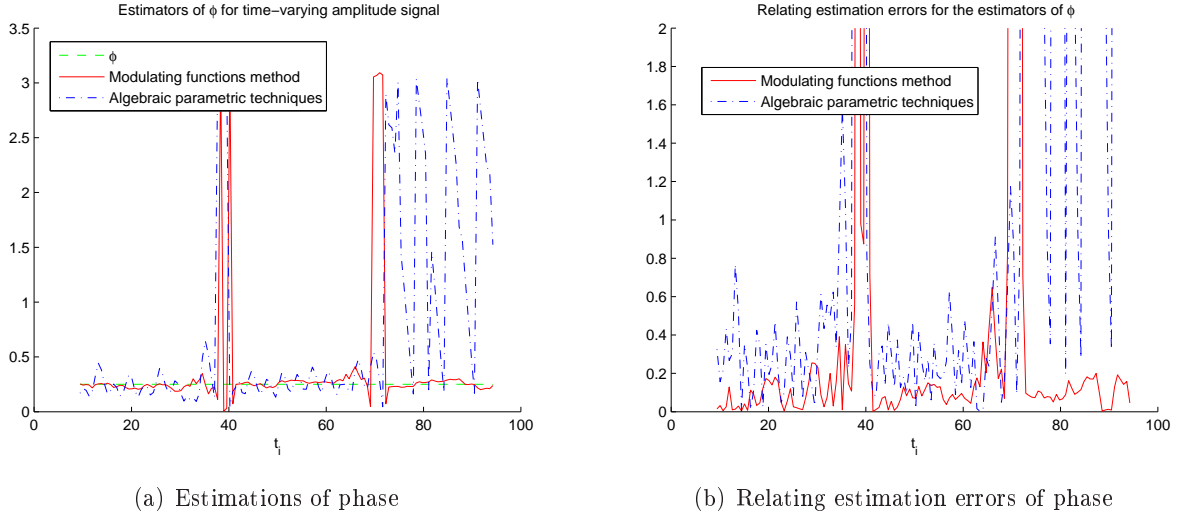 Estimators of ϕ for time−varying amplitude signal
3.5
3
2.5
2
1.5
1
0.5
0
0
20
40
60
80
100
t_i
ϕ
Modulating functions method
Algebraic parametric techniques
(a) Estimations of phase
Relating estimation errors for the estimators of ϕ
2
1.8
1.6
1.4
1.2
1
0.8
0.6
0.4
0.2
0
0
20
40
60
80
100
t_i
Modulating functions method
Algebraic parametric techniques
(b) Relating estimation errors of phase